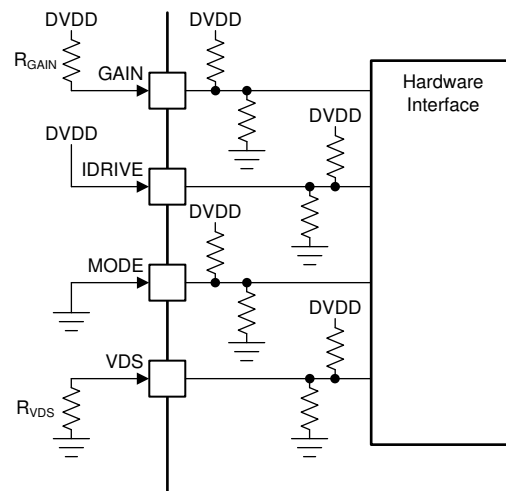 DVDD
DVDD
RGAIN
GAIN
Hardware
Interface
DVDD
DVDD
IDRIVE
DVDD
MODE
DVDD
VDS
RVDS